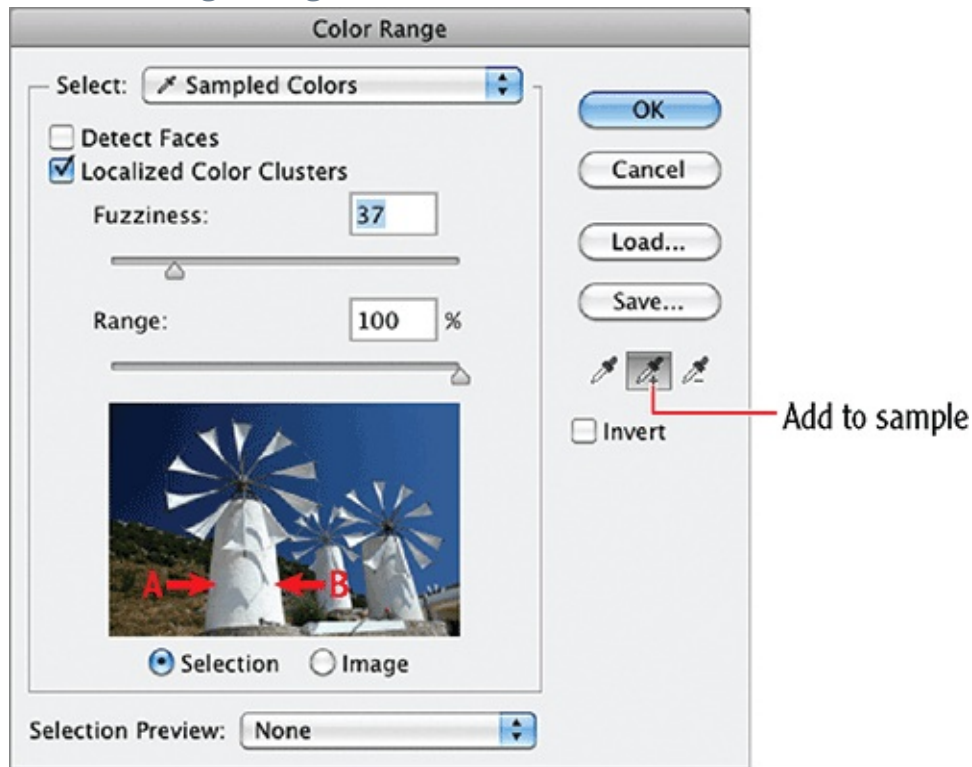 Color Range
Select: Sampled Colors
OK
Detect Faces
Localized Color Clusters
Cancel
Fuzziness: 37
Load...
Save...
Range: 100 %
Add to sample
Invert
A B
Selection Image
Selection Preview: None